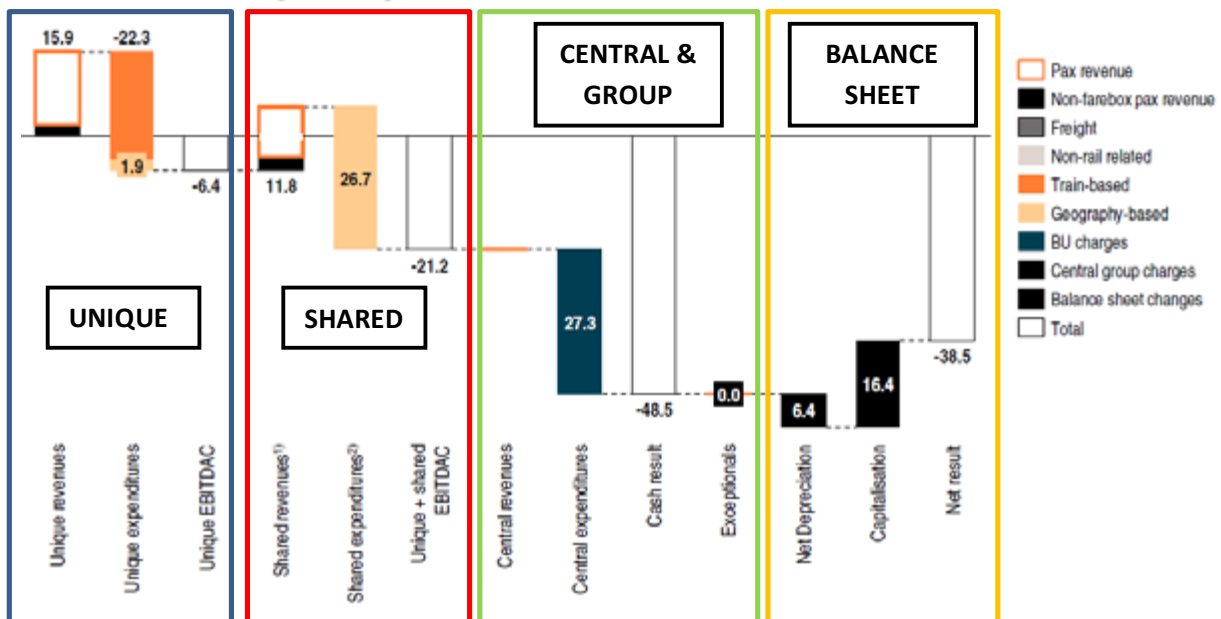 15.9
-22.3
1.9
-6.4
11.8
26.7
-21.2
27.3
-48.5
0.0
6.4
16.4
-38.5
UNIQUE
SHARED
CENTRAL &
GROUP
BALANCE
SHEET
Unique revenues
Unique expenditures
Unique EBITDAC
Shared revenues1)
Shared expenditures2)
Unique + shared
EBITDAC
Central revenues
Central expenditures
Cash result
Exceptionals
Net Depreciation
Capitalisation
Net result
Pax revenue
Non-farebox pax revenue
Freight
Non-rail related
Train-based
Geography-based
BU charges
Central group charges
Balance sheet changes
Total